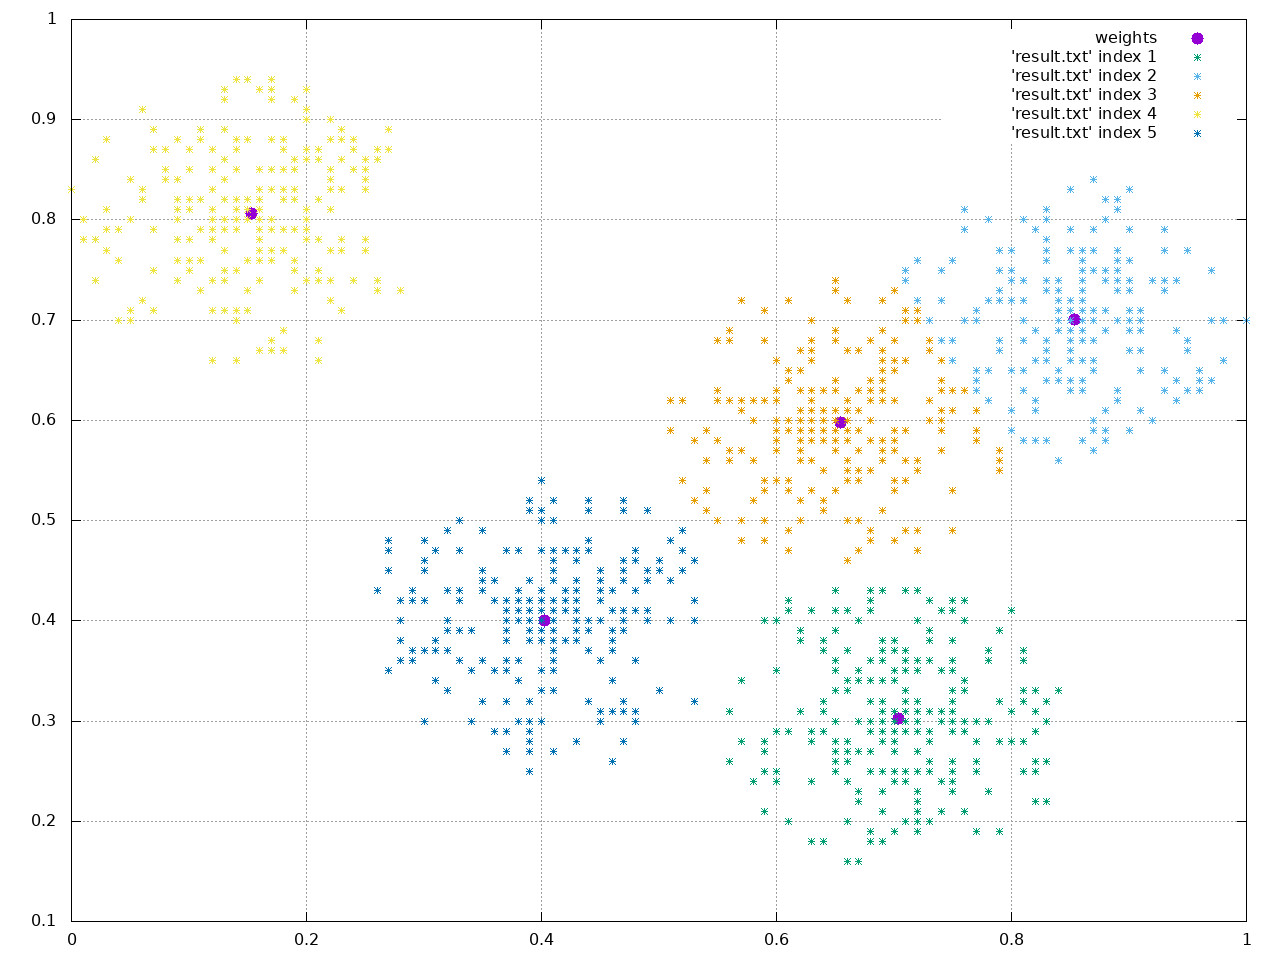 1
0.9
0.8
0.7
0.6
0.5
0.4
0.3
0.2
0.1
weights
'result.txt' index 1
'result.txt' index 2
'result.txt' index 3
'result.txt' index 4
'result.txt' index 5
0 0.2 0.4 0.6 0.8 1